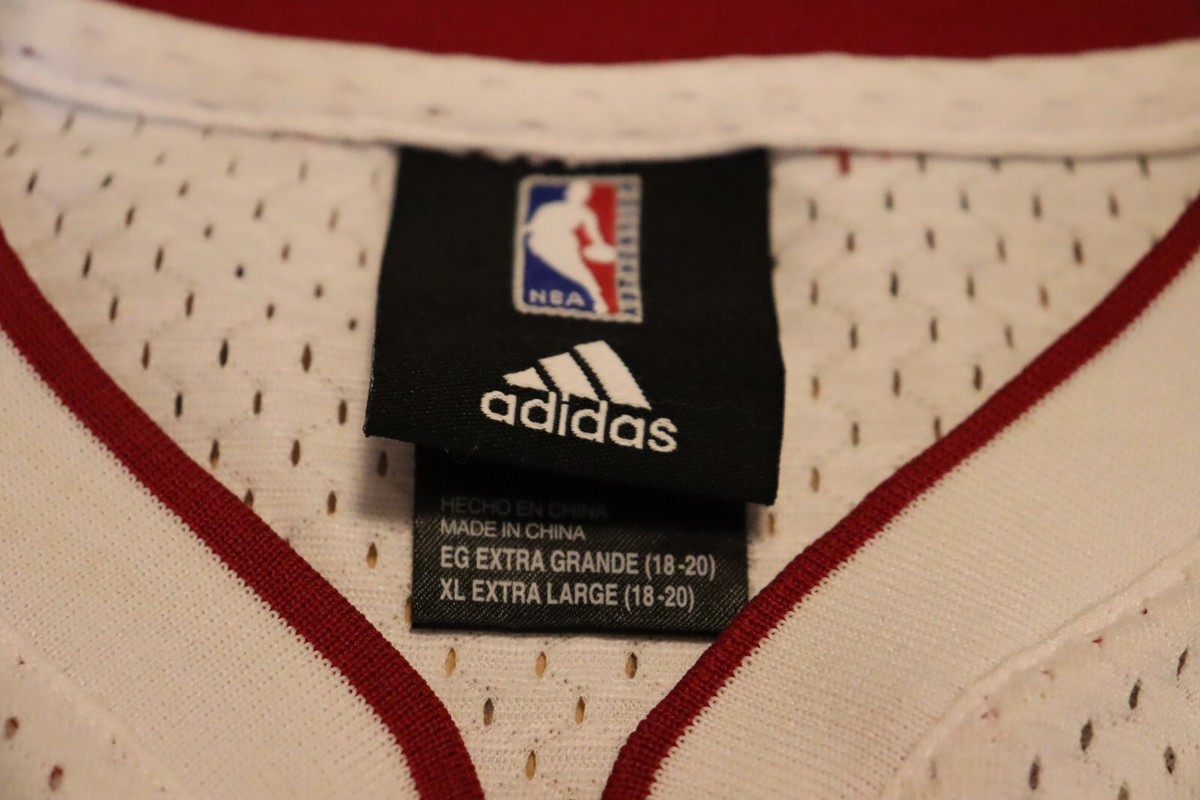 NBA
AUTHENTICS
adidas
HECHO EN CHINA
MADE IN CHINA
EG EXTRA GRANDE (18-20)
XL EXTRA LARGE (18-20)